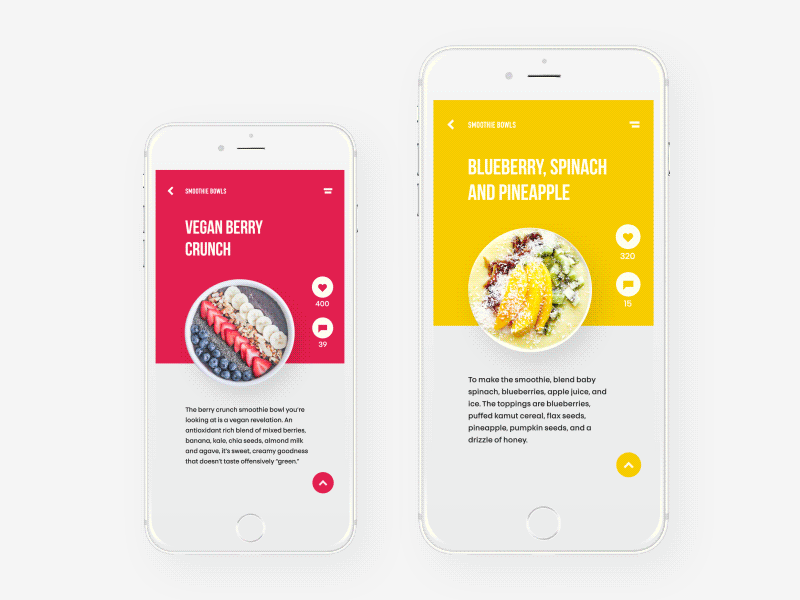 SMOOTHIE BOWLS
VEGAN BERRY
CRUNCH
400
39
The berry crunch smoothie bowl you're
looking at is a vegan revelation. An
antioxidant rich blend of mixed berries,
banana, kale, chia seeds, almond milk
and agave, it's sweet, creamy goodness
that doesn't taste offensively "green."
SMOOTHIE BOWLS
BLUEBERRY, SPINACH
AND PINEAPPLE
320
15
To make the smoothie, blend baby
spinach, blueberries, apple juice, and
ice. The toppings are blueberries,
puffed kamut cereal, flax seeds,
pineapple, pumpkin seeds, and a
drizzle of honey.